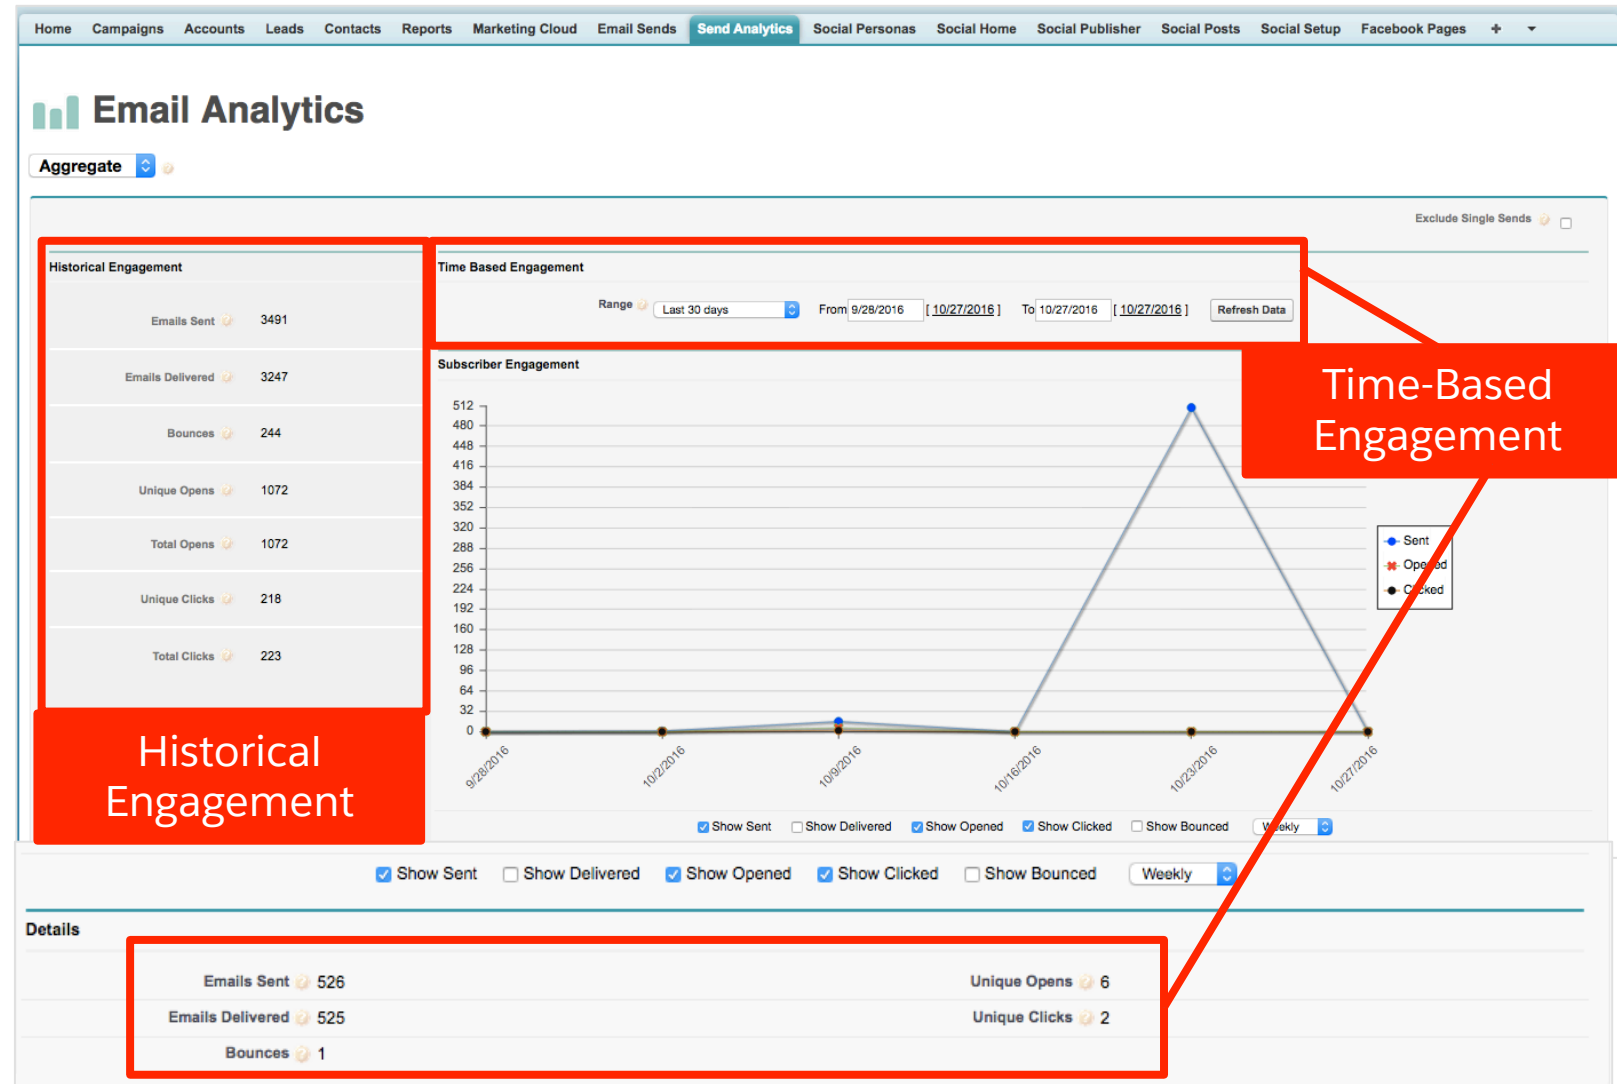 Home Campaigns Accounts Leads Contacts Reports Marketing Cloud Email Sends Send Analytics Social Personas Social Home Social Publisher Social Posts Social Setup Facebook Pages +
Email Analytics
Aggregate
Exclude Single Sends
Historical Engagement
Emails Sent 3491
Emails Delivered 3247
Bounces 244
Unique Opens 1072
Total Opens 1072
Unique Clicks 218
Total Clicks 223
Historical
Engagement
Time Based Engagement
Range Last 30 days From 9/28/2016 [ 10/27/2016 ] To 10/27/2016 [ 10/27/2016 ] Refresh Data
Time-Based
Engagement
Subscriber Engagement
512
480
448
416
384
352
320
288
256
224
192
160
128
96
64
32
0
9/28/2016 10/2/2016 10/9/2016 10/16/2016 10/23/2016 10/27/2016
Sent
Opened
Clicked
Show Sent Show Delivered Show Opened Show Clicked Show Bounced Weekly
Show Sent Show Delivered Show Opened Show Clicked Show Bounced Weekly
Details
Emails Sent 526 Unique Opens 6
Emails Delivered 525 Unique Clicks 2
Bounces 1